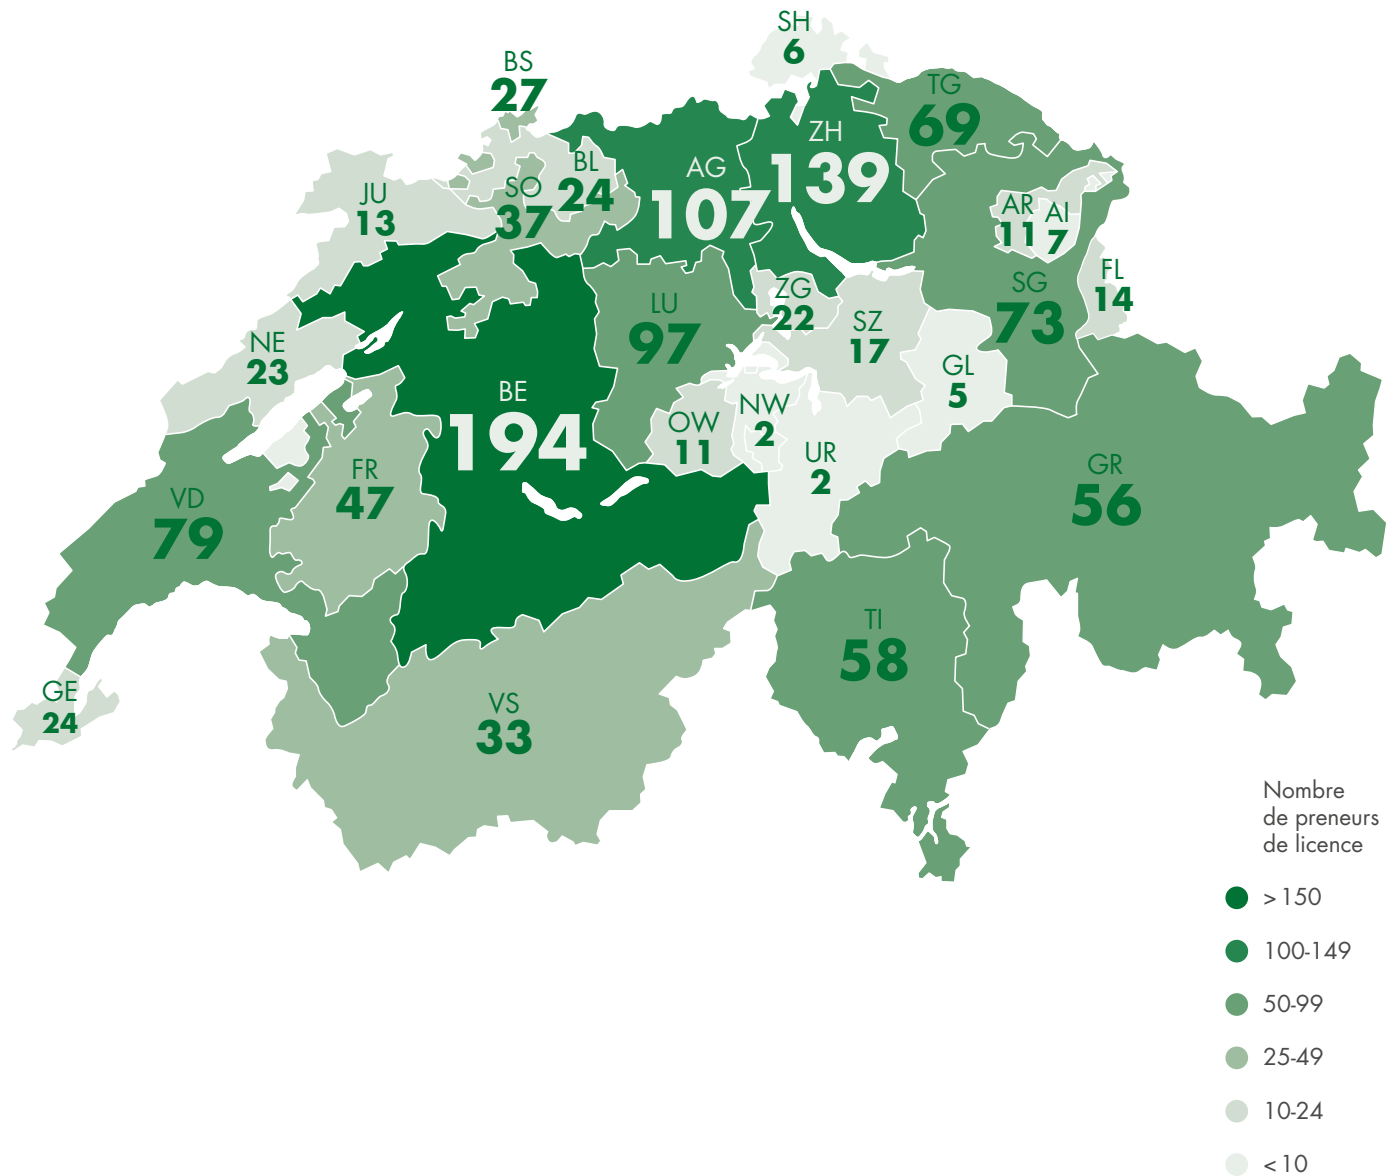 SH
6
BS
27
TG
69
ZH
139
BL
24
AG
107
JU
13
SO
37
AR
11
AI
7
FL
14
ZG
22
SG
73
LU
97
SZ
17
NE
23
GL
5
BE
194
NW
2
OW
11
UR
2
FR
47
GR
56
VD
79
TI
58
GE
24
VS
33
Nombre
de preneurs
de licence
> 150
100-149
50-99
25-49
10-24
< 10